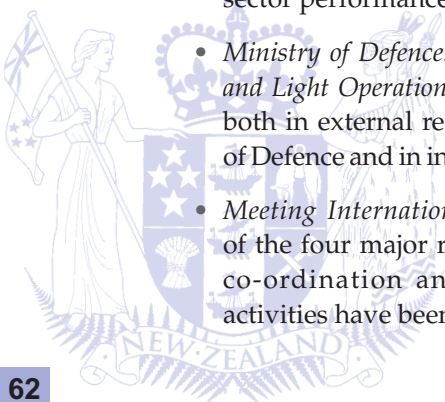 sector performance
• Ministry of Defence
and Light Operation
both in external re
of Defence and in in
• Meeting Internation
of the four major r
co-ordination an
activities have been
NEW·ZEALAND
62